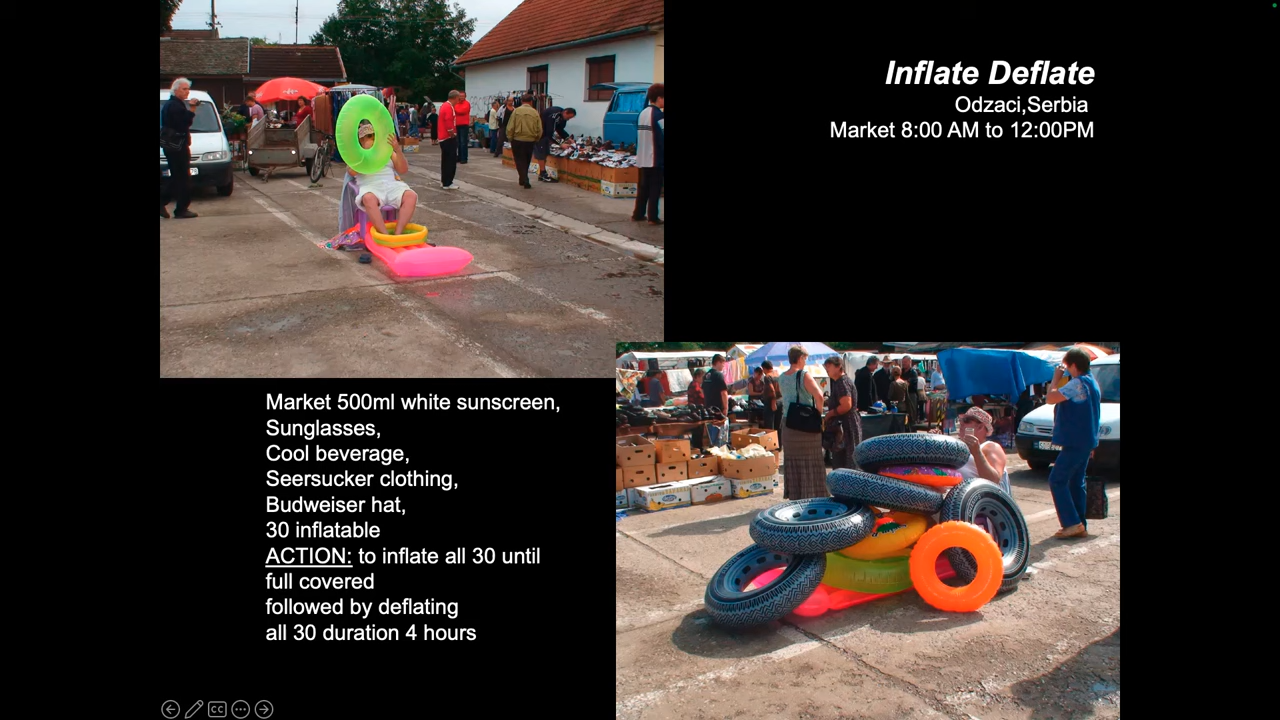 Inflate Deflate
Odzaci,Serbia
Market 8:00 AM to 12:00PM
Market 500ml white sunscreen,
Sunglasses,
Cool beverage,
Seersucker clothing,
Budweiser hat,
30 inflatable
ACTION: to inflate all 30 until
full covered
followed by deflating
all 30 duration 4 hours
CC